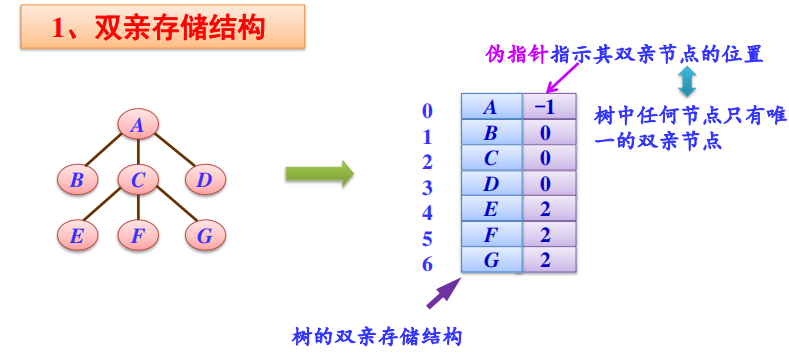 1、双亲存储结构
伪指针指示其双亲节点的位置
树中任何节点只有唯
一的双亲节点
A
B C D
E F G
0 A -1
1 B 0
2 C 0
3 D 0
4 E 2
5 F 2
6 G 2
树的双亲存储结构